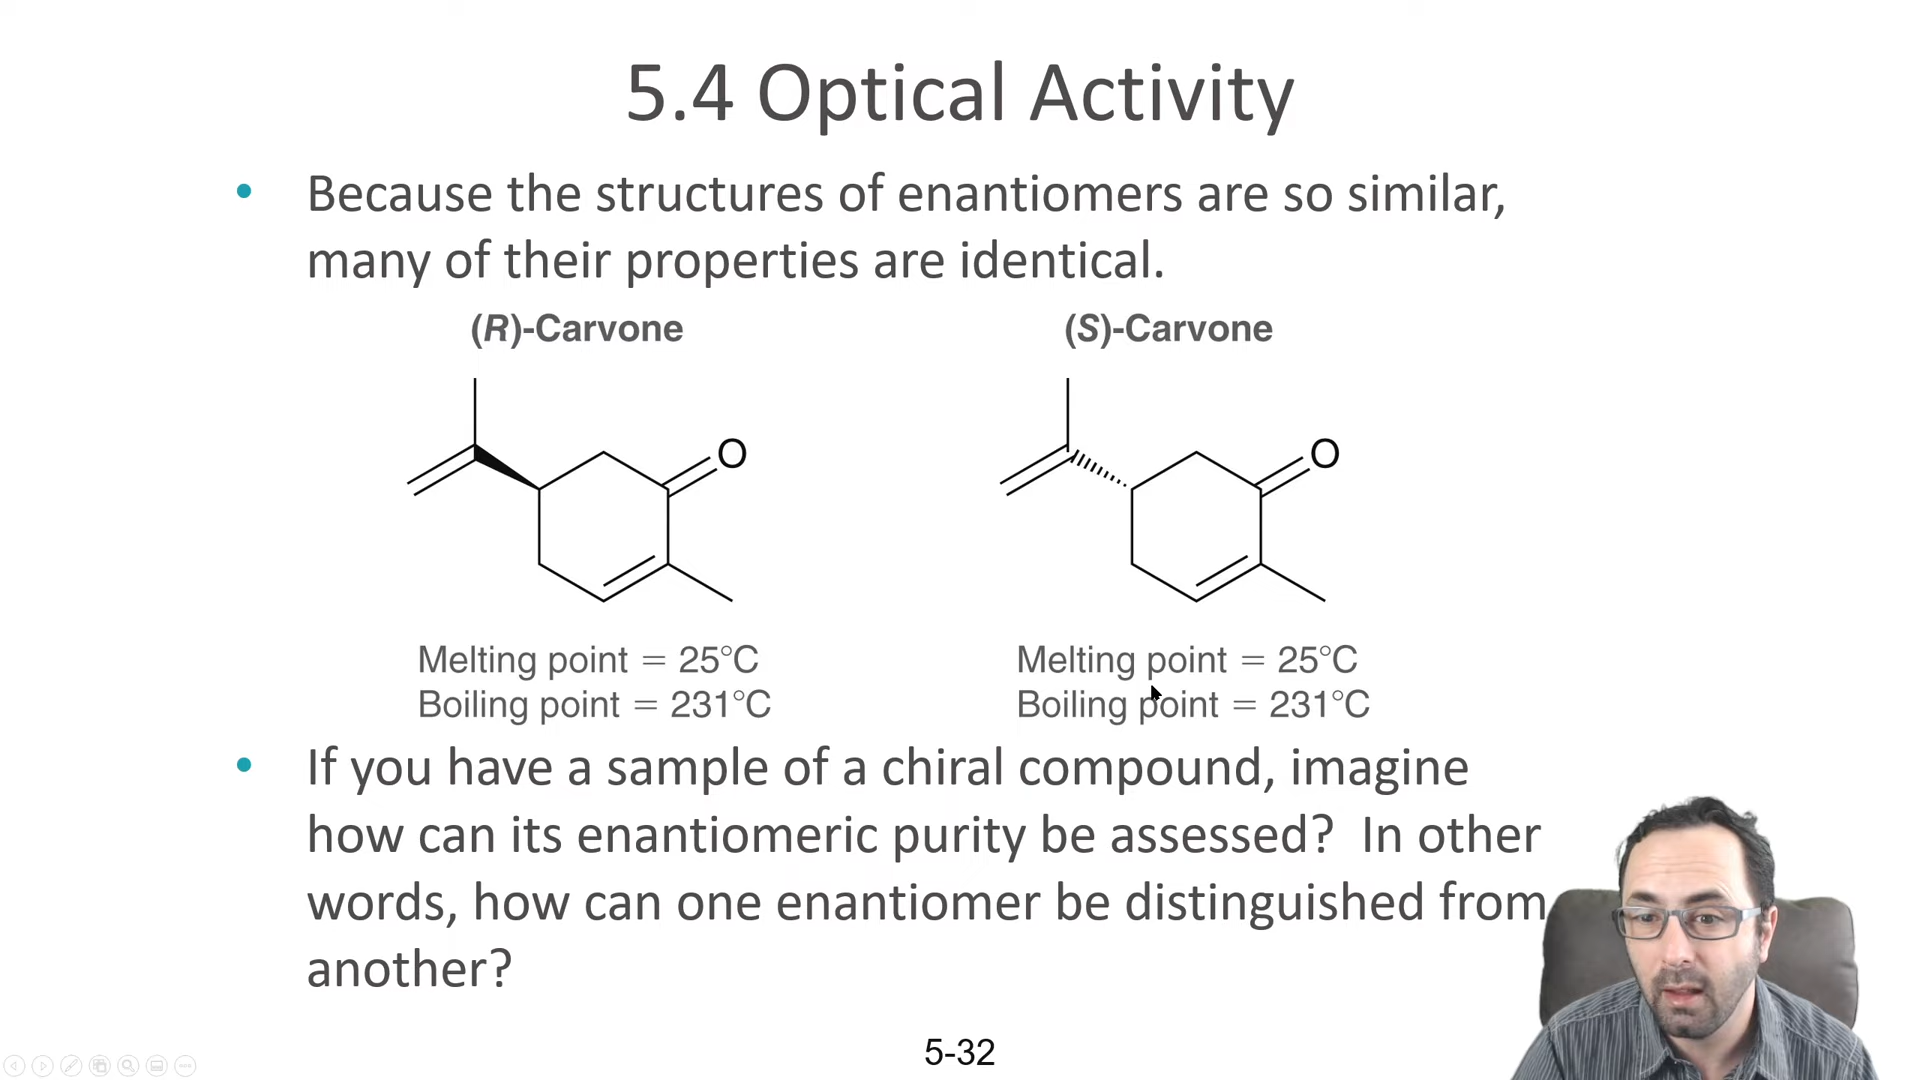 5.4 Optical Activity
• Because the structures of enantiomers are so similar,
many of their properties are identical.
(R)-Carvone
(S)-Carvone
O
O
Melting point = 25°C
Boiling point = 231°C
Melting point = 25°C
Boiling point = 231°C
• If you have a sample of a chiral compound, imagine
how can its enantiomeric purity be assessed?  In other
words, how can one enantiomer be distinguished from
another?
5-32